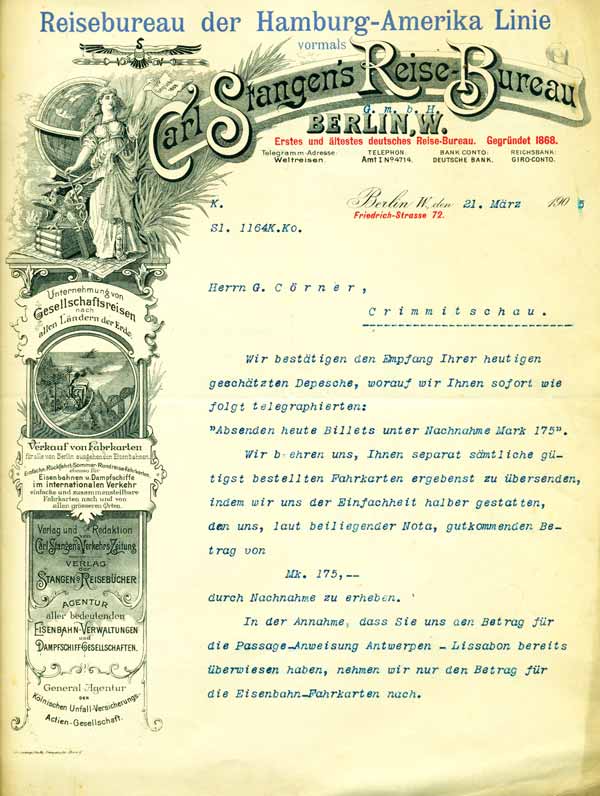 Reisebureau der Hamburg-Amerika Linie
vormals
Carl Stangen's Reise-Bureau
G. m. b. H.
BERLIN, W.
Erstes und ältestes deutsches Reise-Bureau. Gegründet 1868.
Telegramm-Adresse: Weltreisen.
TELEPHON: Amt I No 4714.
BANK CONTO: DEUTSCHE BANK.
REICHSBANK: GIRO-CONTO.
K.
Berlin W., den 21. März 1905
Friedrich-Strasse 72.
Sl. 1164K.Ko.
Unternehmung von
Gesellschaftsreisen
nach
allen Ländern der Erde.
Verkauf von Fahrkarten
für alle von Berlin ausgehenden Eisenbahnen.
Einfache, Rückfahrt-, Sommer-, Rundreise-Fahrkarten,
ebenso für
Eisenbahnen u. Dampfschiffe
im internationalen Verkehr
einfache und zusammenstellbare
Fahrkarten nach und von
allen grösseren Orten.
Verlag und Redaktion
von
Carl Stangen's Verkehrs Zeitung
VERLAG
der
STANGEN'S REISEBÜCHER
AGENTUR
aller bedeutenden
EISENBAHN-VERWALTUNGEN
und
DAMPFSCHIFF-GESELLSCHAFTEN.
General Agentur
DER
Kölnischen Unfall-Versicherungs-
Actien-Gesellschaft.
Herrn G. Cörner,
Crimmitschau.
Wir bestätigen den Empfang Ihrer heutigen
geschätzten Depesche, worauf wir Ihnen sofort wie
folgt telegraphierten:
"Absenden heute Billets unter Nachnahme Mark 175".
Wir b ehren uns, Ihnen separat sämtliche gü-
tigst bestellten Fahrkarten ergebenst zu übersenden,
indem wir uns der Einfachheit halber gestatten,
den uns, laut beiliegender Nota, gutkommenden Be-
trag von
Mk. 175,--
durch Nachnahme zu erheben.
In der Annahme, dass Sie uns den Betrag für
die Passage-Anweisung Antwerpen - Lissabon bereits
überwiesen haben, nehmen wir nur den Betrag für
die Eisenbahn-Fahrkarten nach.